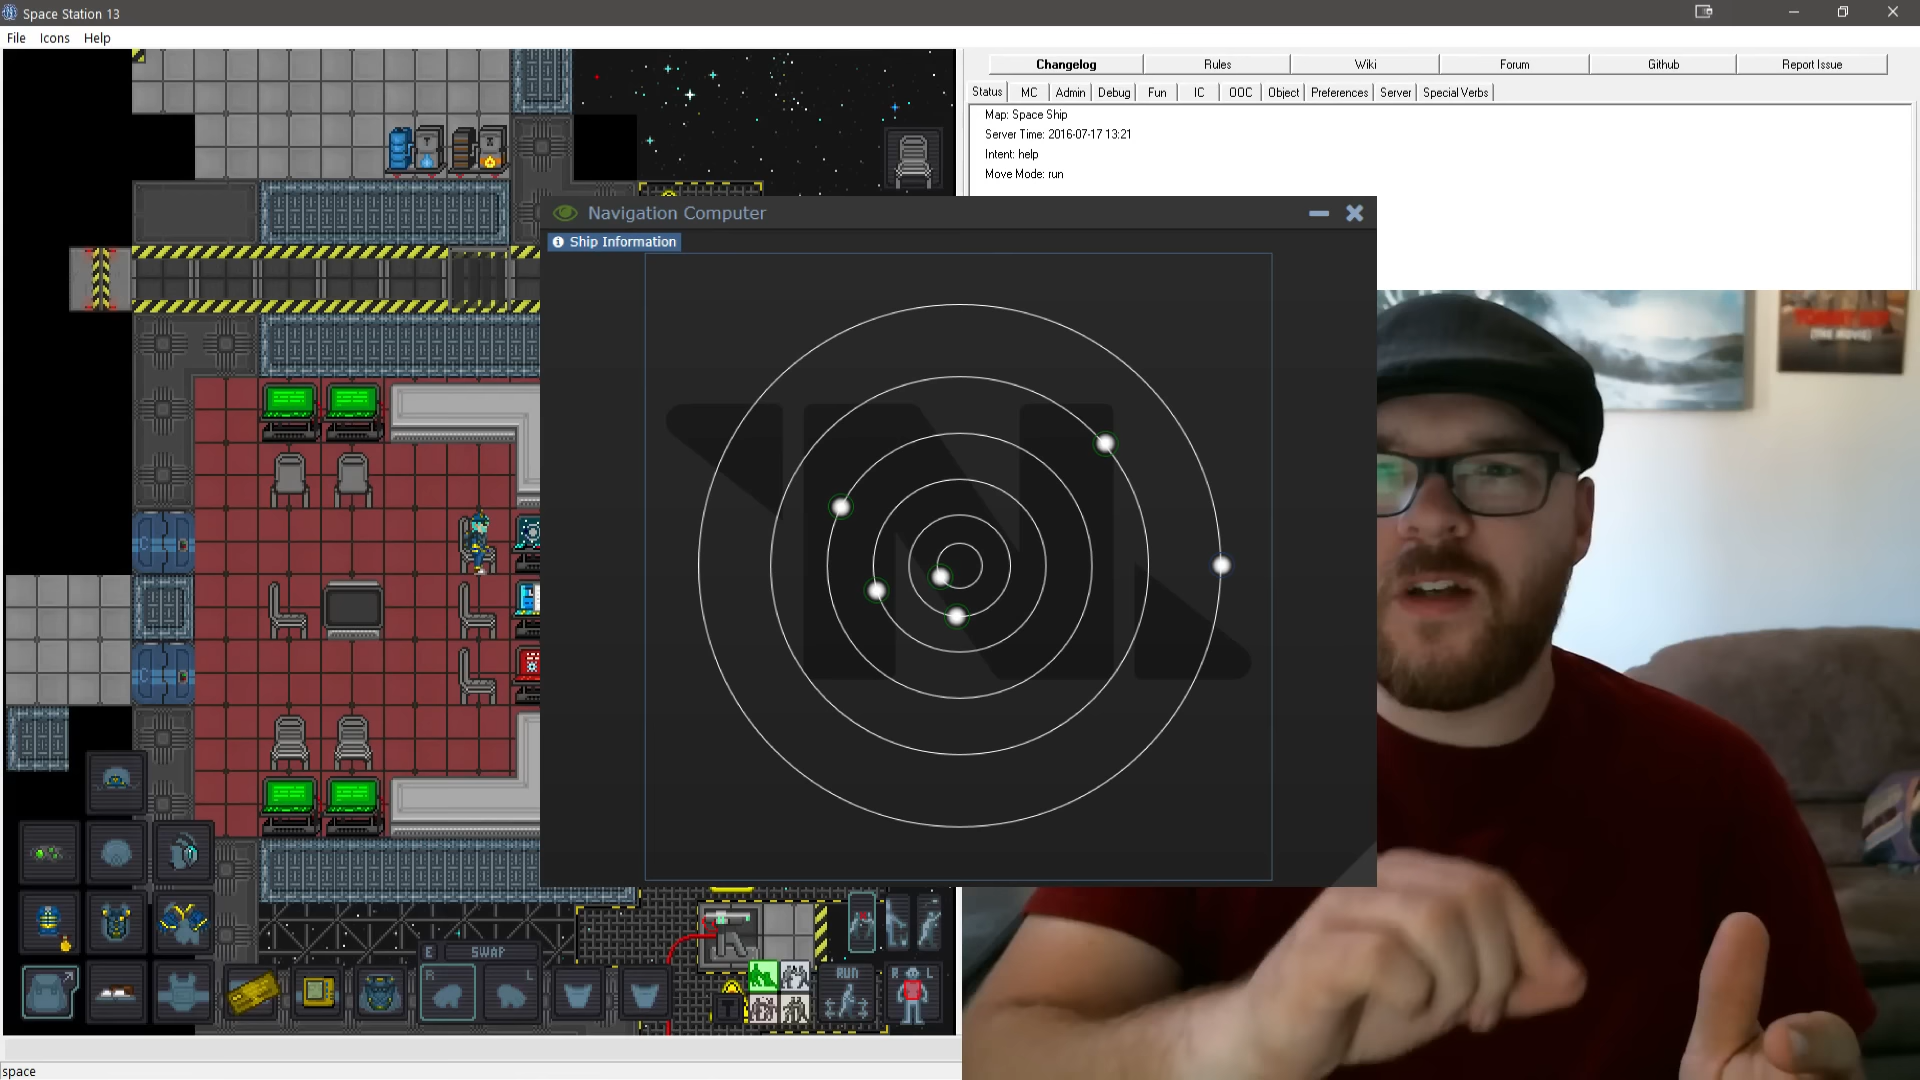 Space Station 13
File Icons Help
Changelog Rules Wiki Forum Github Report Issue
Status MC Admin Debug Fun IC OOC Object Preferences Server Special Verbs
Map: Space Ship
Server Time: 2016-07-17 13:21
Intent: help
Move Mode: run
Navigation Computer
Ship Information
(THE MOVIE)
E SWAP
R L
RUN
R L
space